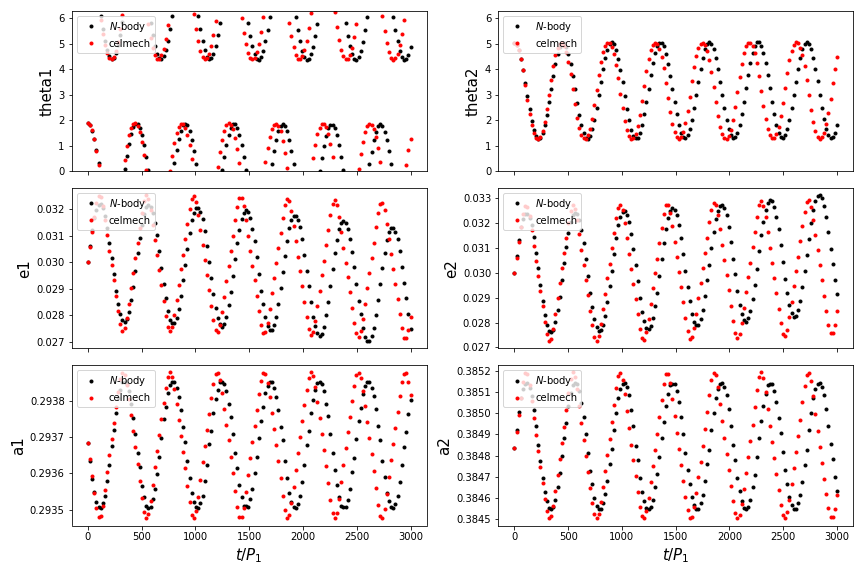 theta1
6
5
4
3
2
1
0
N-body
celmech
theta2
6
5
4
3
2
1
0
N-body
celmech
e1
0.032
0.031
0.030
0.029
0.028
0.027
N-body
celmech
e2
0.033
0.032
0.031
0.030
0.029
0.028
0.027
N-body
celmech
a1
0.2938
0.2937
0.2936
0.2935
N-body
celmech
0 500 1000 1500 2000 2500 3000
t/P1
a2
0.3852
0.3851
0.3850
0.3849
0.3848
0.3847
0.3846
0.3845
N-body
celmech
0 500 1000 1500 2000 2500 3000
t/P1